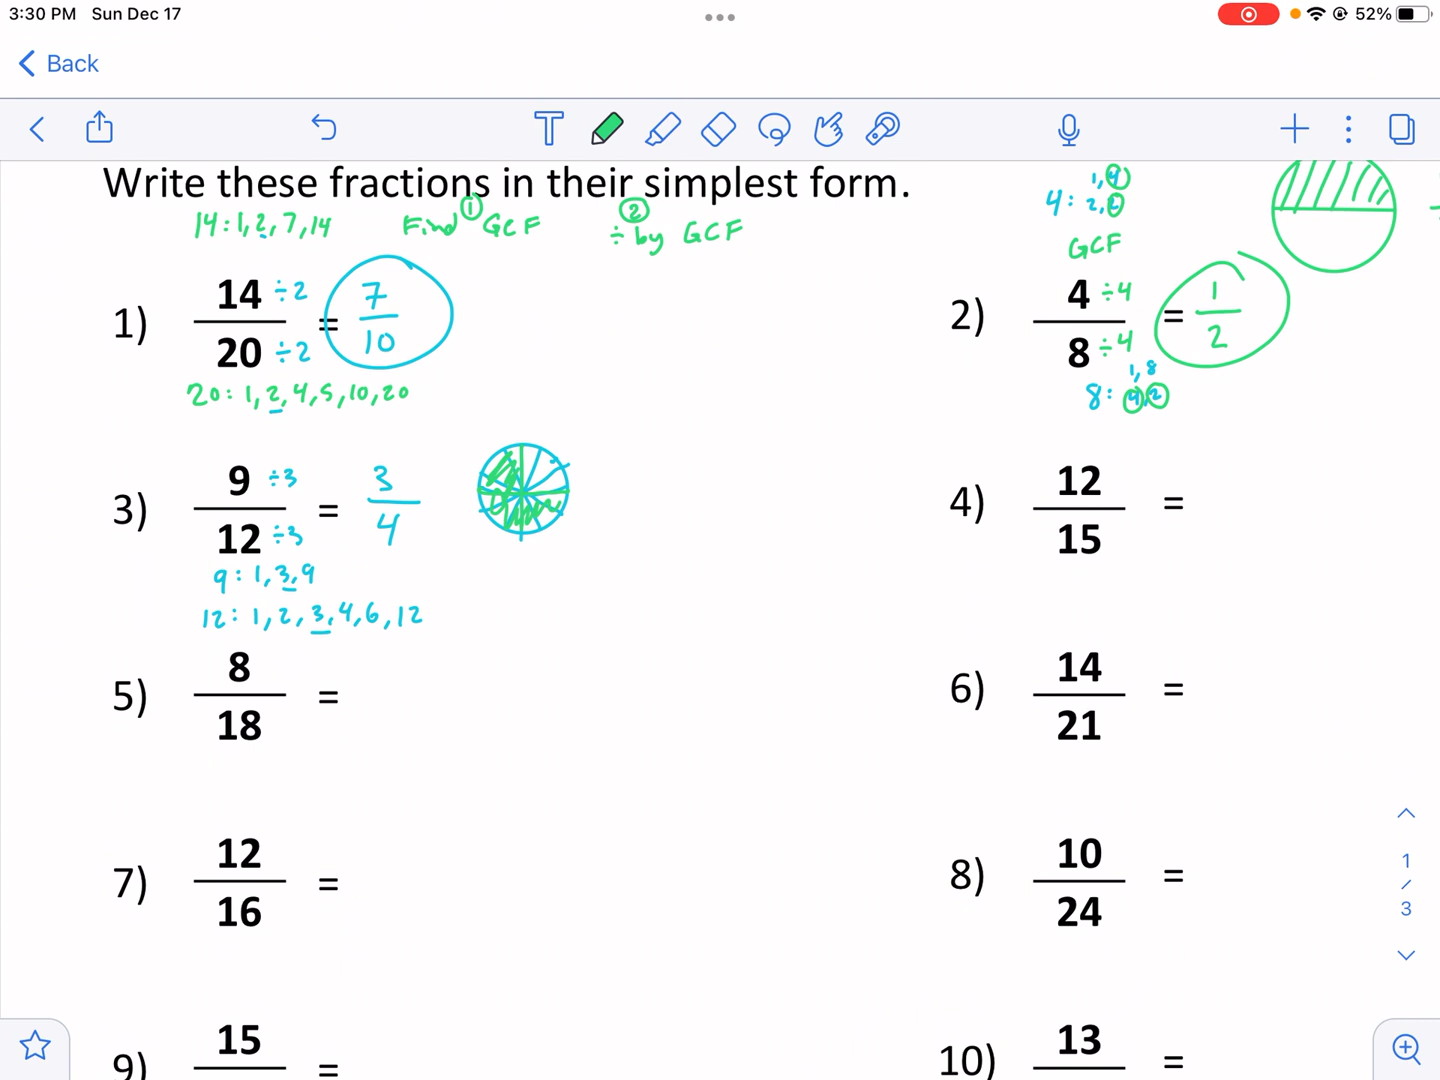 3:30 PM Sun Dec 17
52%
Back
T
Write these fractions in their simplest form.
14: 1, 2, 7, 14
Find ① GCF
② ÷ by GCF
1) 14 ÷2 = 7
20 ÷2 10
20: 1, 2, 4, 5, 10, 20
1, 4
4: 2, 2
GCF
2) 4 ÷4 = 1
8 ÷4 2
1, 8
8: 4, 2
3) 9 ÷3 = 3
12 ÷3 4
9: 1, 3, 9
12: 1, 2, 3, 4, 6, 12
4) 12 =
15
5) 8 =
18
6) 14 =
21
7) 12 =
16
8) 10 =
24
9) 15 =
10) 13 =
1
/
3